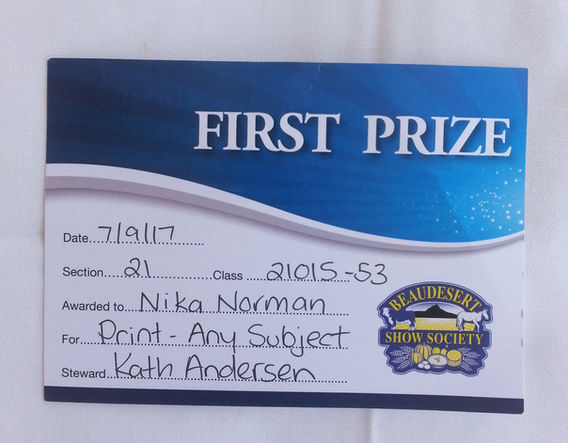 FIRST PRIZE
Date 7/9/17
Section 21 Class 21015-53
Awarded to Nika Norman
For Print - Any Subject
Steward Kath Andersen
BEAUDESERT
SHOW SOCIETY